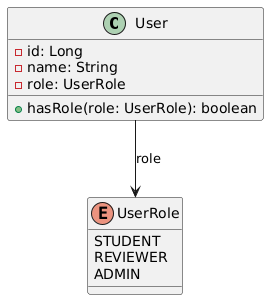 C User
id: Long
name: String
role: UserRole
hasRole(role: UserRole): boolean
role
E UserRole
STUDENT
REVIEWER
ADMIN